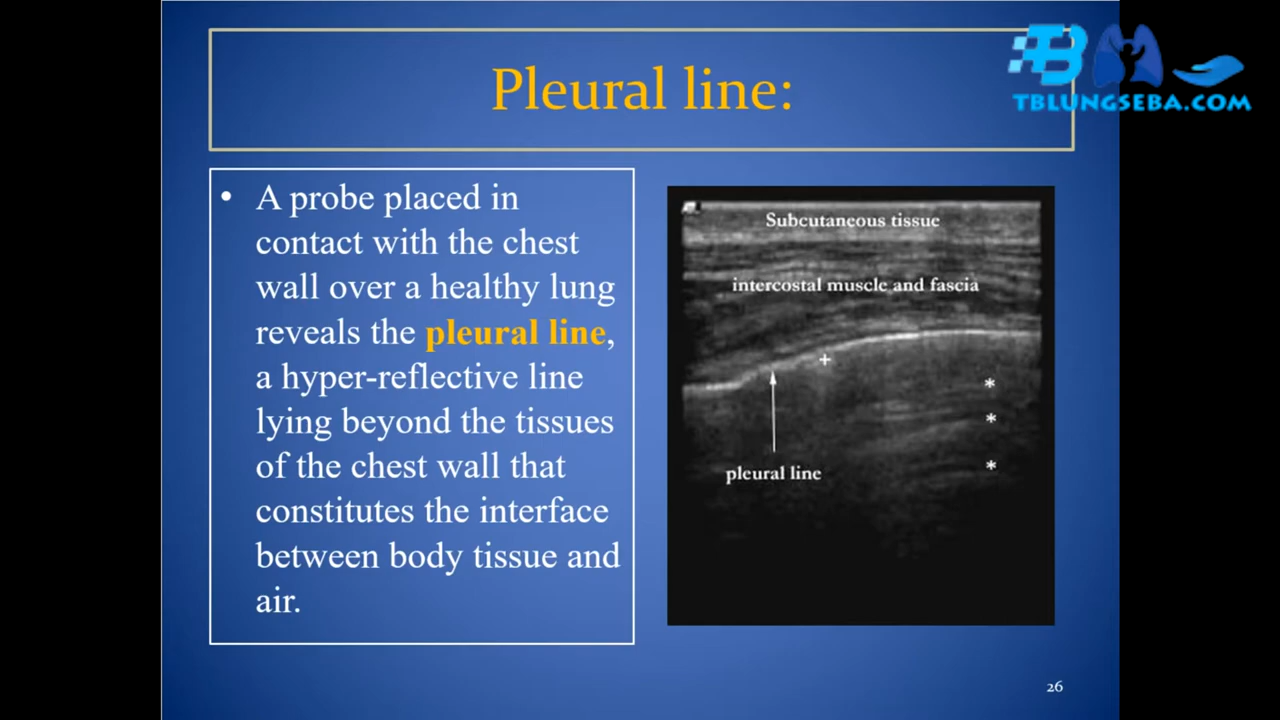 Pleural line:
TB
TBLUNGSEBA.COM
• A probe placed in
contact with the chest
wall over a healthy lung
reveals the pleural line,
a hyper-reflective line
lying beyond the tissues
of the chest wall that
constitutes the interface
between body tissue and
air.
Subcutaneous tissue
intercostal muscle and fascia
+
*
*
*
pleural line
26